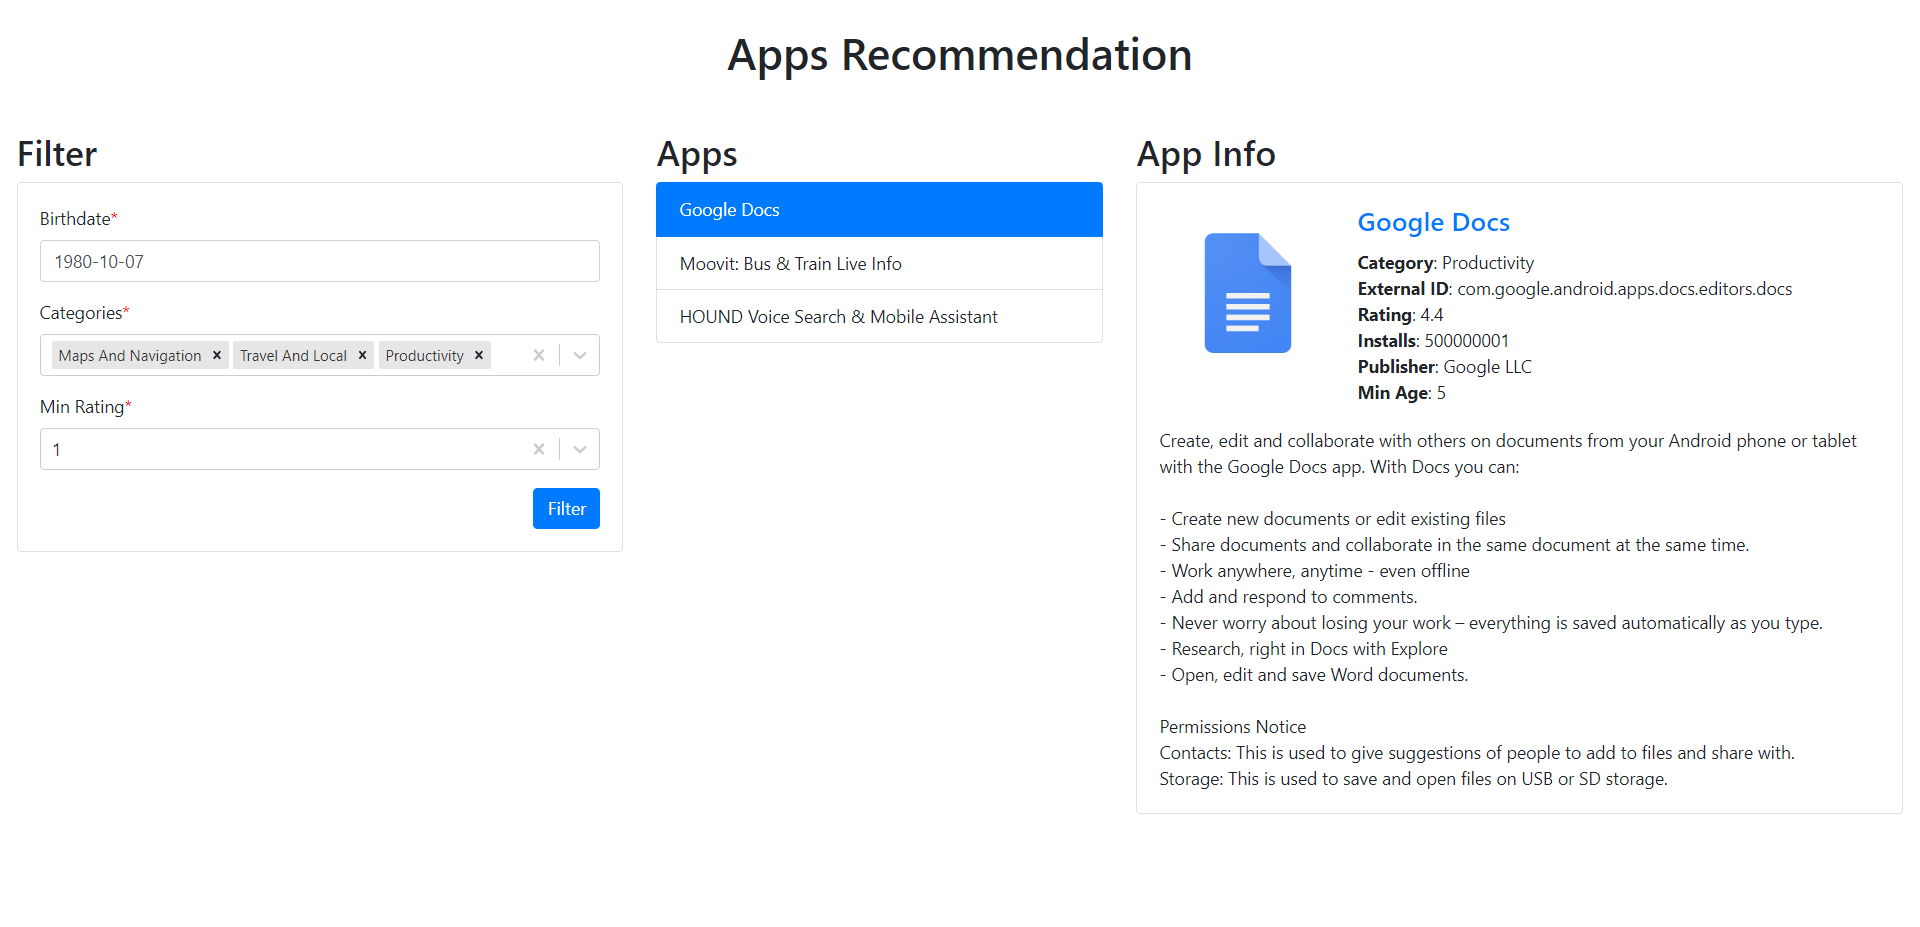 Apps Recommendation
Filter
Birthdate*
1980-10-07
Categories*
Maps And Navigation × Travel And Local × Productivity ×
Min Rating*
1
Filter
Apps
Google Docs
Moovit: Bus & Train Live Info
HOUND Voice Search & Mobile Assistant
App Info
Google Docs
Category: Productivity
External ID: com.google.android.apps.docs.editors.docs
Rating: 4.4
Installs: 500000001
Publisher: Google LLC
Min Age: 5
Create, edit and collaborate with others on documents from your Android phone or tablet
with the Google Docs app. With Docs you can:
- Create new documents or edit existing files
- Share documents and collaborate in the same document at the same time.
- Work anywhere, anytime - even offline
- Add and respond to comments.
- Never worry about losing your work – everything is saved automatically as you type.
- Research, right in Docs with Explore
- Open, edit and save Word documents.
Permissions Notice
Contacts: This is used to give suggestions of people to add to files and share with.
Storage: This is used to save and open files on USB or SD storage.